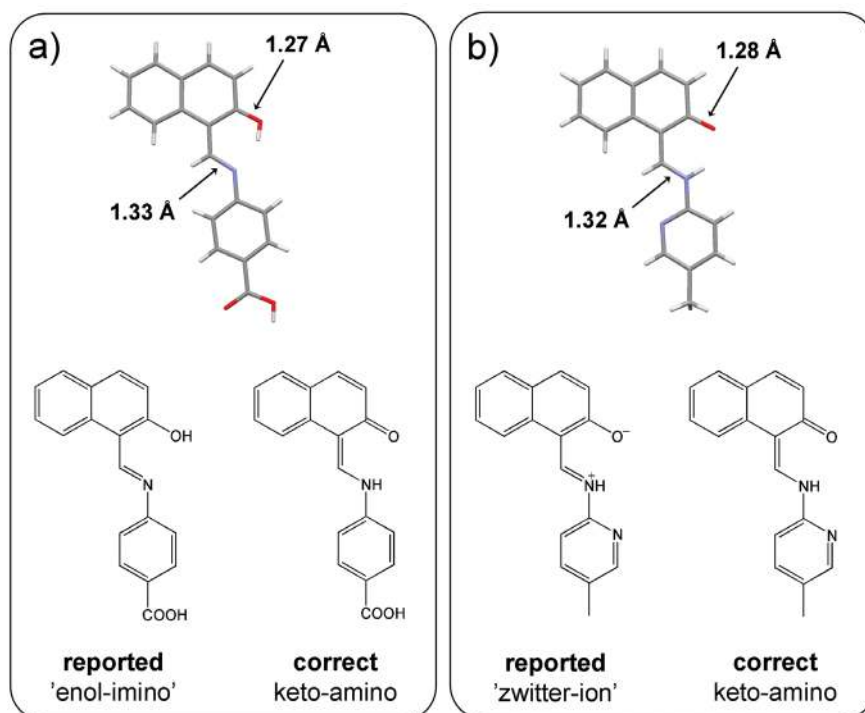 a)
1.27 Å
1.33 Å
OH
N
COOH
O
NH
COOH
reported
'enol-imino'
correct
keto-amino
b)
1.28 Å
1.32 Å
O−
NH
+
N
O
NH
N
reported
'zwitter-ion'
correct
keto-amino